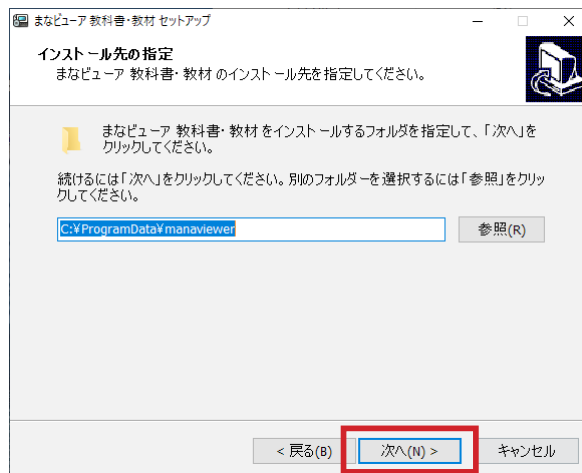 まなビューア 教科書・教材 セットアップ
インストール先の指定
まなビューア 教科書・教材 のインストール先を指定してください。
まなビューア 教科書・教材 をインストールするフォルダを指定して、「次へ」を
クリックしてください。
続けるには「次へ」をクリックしてください。別のフォルダーを選択するには「参照」をクリッ
クしてください。
C:¥ProgramData¥manaviewer
参照(R)
< 戻る(B)
次へ(N) >
キャンセル